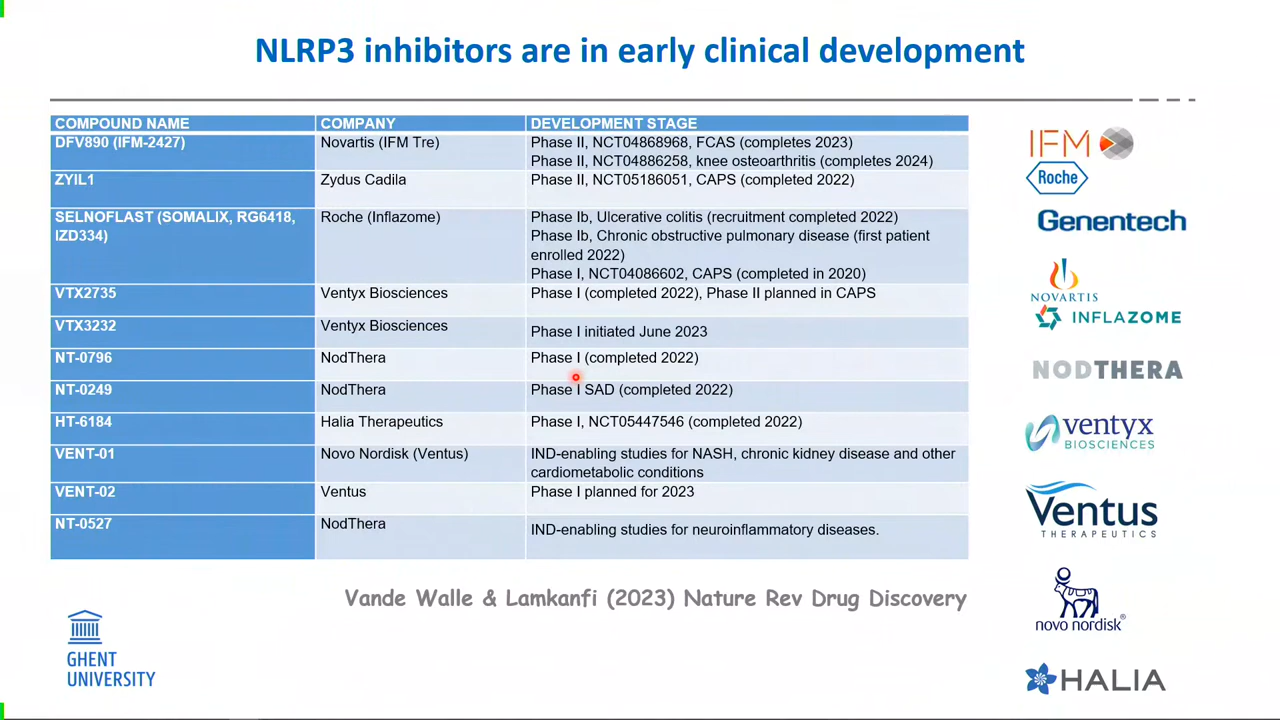 NLRP3 inhibitors are in early clinical development
COMPOUND NAME COMPANY DEVELOPMENT STAGE
DFV890 (IFM-2427) Novartis (IFM Tre) Phase II, NCT04868968, FCAS (completes 2023)
Phase II, NCT04886258, knee osteoarthritis (completes 2024)
ZYIL1 Zydus Cadila Phase II, NCT05186051, CAPS (completed 2022)
SELNOFLAST (SOMALIX, RG6418, Roche (Inflazome) Phase Ib, Ulcerative colitis (recruitment completed 2022)
IZD334) Phase Ib, Chronic obstructive pulmonary disease (first patient
enrolled 2022)
Phase I, NCT04086602, CAPS (completed in 2020)
VTX2735 Ventyx Biosciences Phase I (completed 2022), Phase II planned in CAPS
VTX3232 Ventyx Biosciences Phase I initiated June 2023
NT-0796 NodThera Phase I (completed 2022)
NT-0249 NodThera Phase I SAD (completed 2022)
HT-6184 Halia Therapeutics Phase I, NCT05447546 (completed 2022)
VENT-01 Novo Nordisk (Ventus) IND-enabling studies for NASH, chronic kidney disease and other
cardiometabolic conditions
VENT-02 Ventus Phase I planned for 2023
NT-0527 NodThera IND-enabling studies for neuroinflammatory diseases.
Vande Walle & Lamkanfi (2023) Nature Rev Drug Discovery
IFM
Roche
Genentech
NOVARTIS
INFLAZOME
NODTHERA
ventyx
BIOSCIENCES
Ventus
THERAPEUTICS
novo nordisk®
HALIA
GHENT
UNIVERSITY